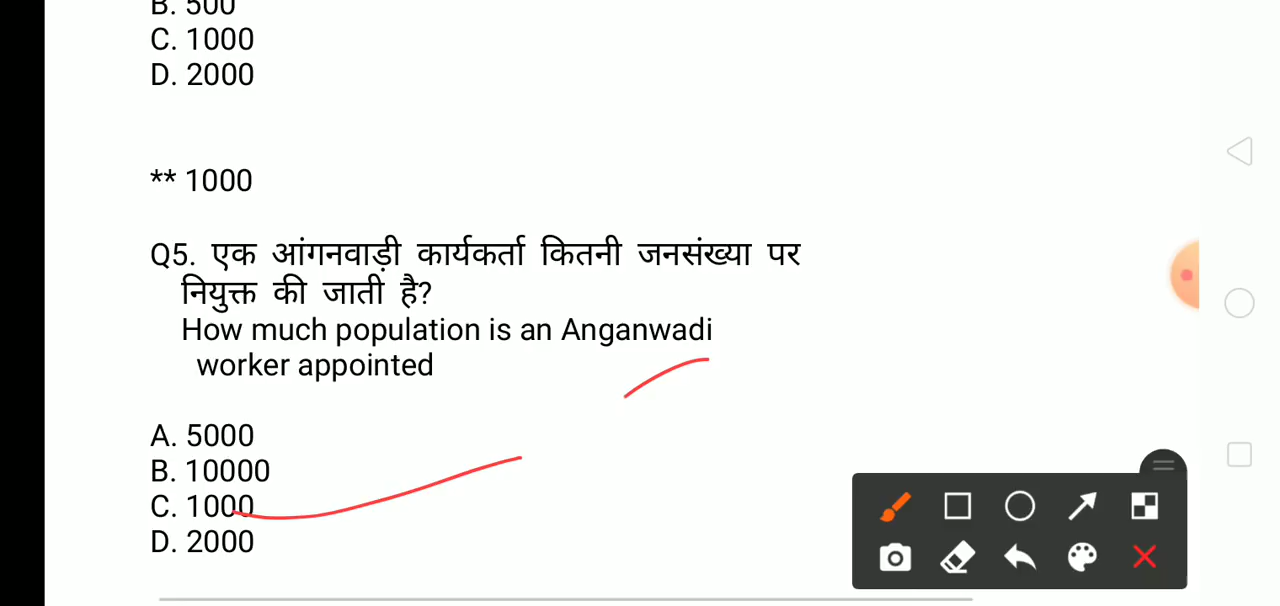 B. 500
C. 1000
D. 2000
** 1000
Q5. एक आंगनवाड़ी कार्यकर्ता कितनी जनसंख्या पर
नियुक्त की जाती है?
How much population is an Anganwadi
worker appointed
A. 5000
B. 10000
C. 1000
D. 2000